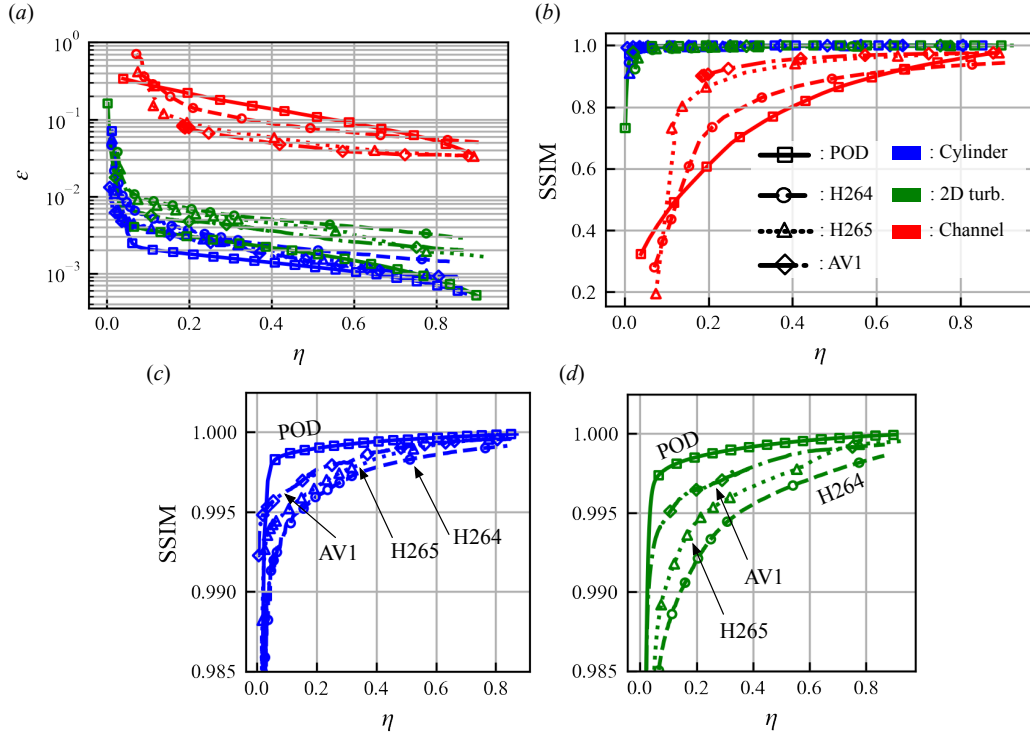 (a)
10⁰
10⁻¹
10⁻²
10⁻³
ε
0.0 0.2 0.4 0.6 0.8
η
(b)
1.0
0.8
0.6
0.4
0.2
SSIM
: POD
: H264
: H265
: AV1
: Cylinder
: 2D turb.
: Channel
0.0 0.2 0.4 0.6 0.8
η
(c)
1.000
0.995
0.990
0.985
SSIM
POD
AV1
H265
H264
0.0 0.2 0.4 0.6 0.8
η
(d)
1.000
0.995
0.990
0.985
POD
H264
AV1
H265
0.0 0.2 0.4 0.6 0.8
η